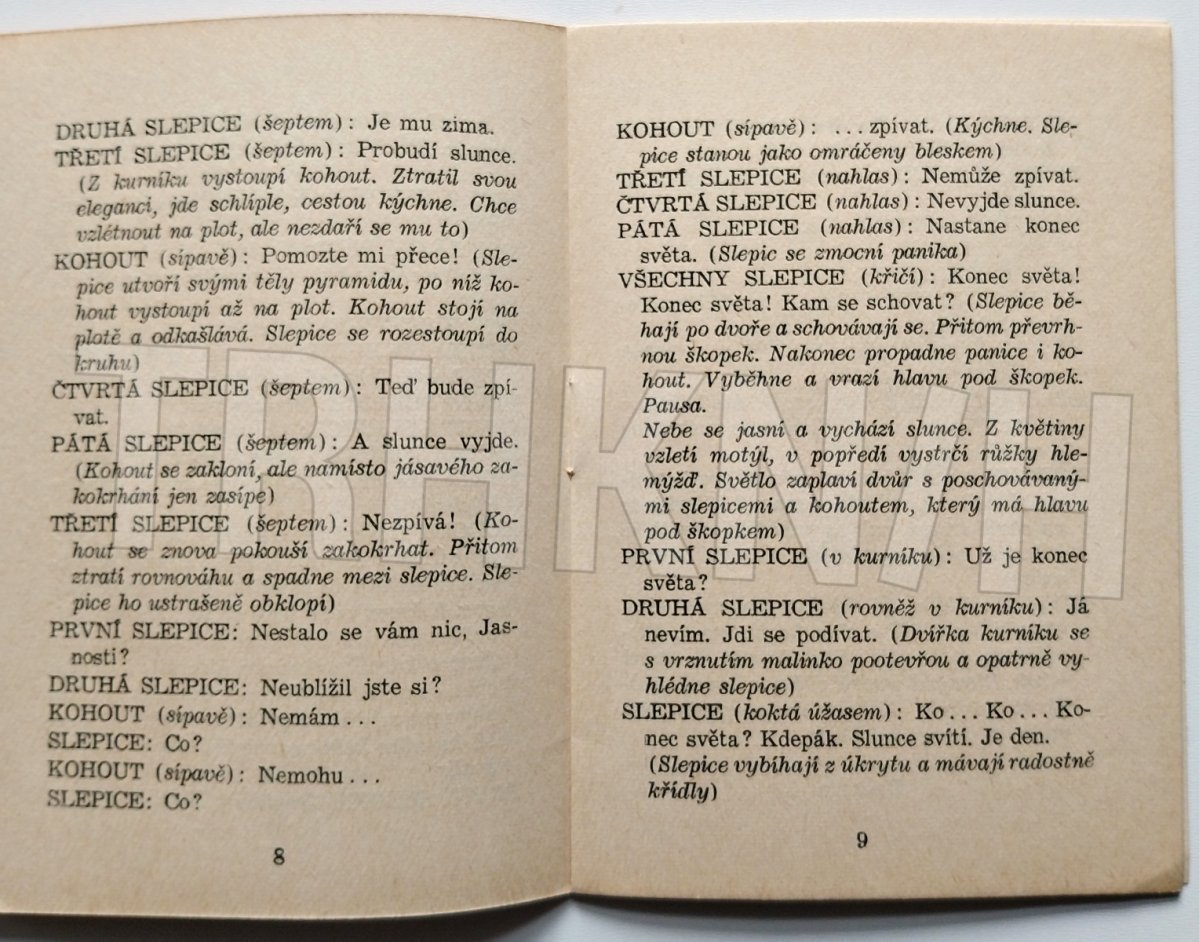 DRUHÁ SLEPICE (šeptem): Je mu zima.
TŘETÍ SLEPICE (šeptem): Probudí slunce.
(Z kurníku vystoupí kohout. Ztratil svou
eleganci, jde schlíple, cestou kýchne. Chce
vzlétnout na plot, ale nezdaří se mu to)
KOHOUT (sípavě): Pomozte mi přece! (Sle-
pice utvoří svými těly pyramidu, po níž ko-
hout vystoupí až na plot. Kohout stojí na
plotě a odkašlává. Slepice se rozestoupí do
kruhu)
ČTVRTÁ SLEPICE (šeptem): Teď bude zpí-
vat.
PÁTÁ SLEPICE (šeptem): A slunce vyjde.
(Kohout se zakloní, ale namísto jásavého za-
kokrhání jen zasípe)
TŘETÍ SLEPICE (šeptem): Nezpívá! (Ko-
hout se znova pokouší zakokrhat. Přitom
ztratí rovnováhu a spadne mezi slepice. Sle-
pice ho ustrašeně obklopí)
PRVNÍ SLEPICE: Nestalo se vám nic, Jas-
nosti?
DRUHÁ SLEPICE: Neublížil jste si?
KOHOUT (sípavě): Nemám...
SLEPICE: Co?
KOHOUT (sípavě): Nemohu...
SLEPICE: Co?
8
KOHOUT (sípavě): ...zpívat. (Kýchne. Sle-
pice stanou jako omráčeny bleskem)
TŘETÍ SLEPICE (nahlas): Nemůže zpívat.
ČTVRTÁ SLEPICE (nahlas): Nevyjde slunce.
PÁTÁ SLEPICE (nahlas): Nastane konec
světa. (Slepic se zmocní panika)
VŠECHNY SLEPICE (křičí): Konec světa!
Konec světa! Kam se schovat? (Slepice bě-
hají po dvoře a schovávají se. Přitom převrh-
nou škopek. Nakonec propadne panice i ko-
hout. Vyběhne a vrazí hlavu pod škopek.
Pausa.
Nebe se jasní a vychází slunce. Z květiny
vzletí motýl, v popředí vystrčí růžky hle-
mýžď. Světlo zaplaví dvůr s poschovávaný-
mi slepicemi a kohoutem, který má hlavu
pod škopkem)
PRVNÍ SLEPICE (v kurníku): Už je konec
světa?
DRUHÁ SLEPICE (rovněž v kurníku): Já
nevím. Jdi se podívat. (Dvířka kurníku se
s vrznutím malinko pootevřou a opatrně vy-
hlédne slepice)
SLEPICE (koktá úžasem): Ko... Ko... Ko-
nec světa? Kdepák. Slunce svítí. Je den.
(Slepice vybíhají z úkrytu a mávají radostně
křídly)
9